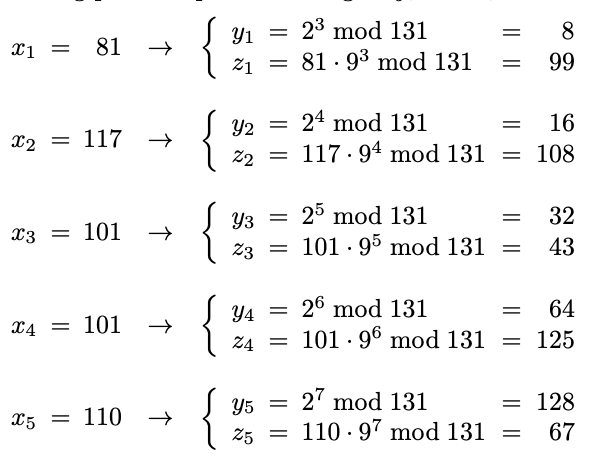 x₁ = 81 → { y₁ = 2³ mod 131 = 8
z₁ = 81 · 9³ mod 131 = 99
x₂ = 117 → { y₂ = 2⁴ mod 131 = 16
z₂ = 117 · 9⁴ mod 131 = 108
x₃ = 101 → { y₃ = 2⁵ mod 131 = 32
z₃ = 101 · 9⁵ mod 131 = 43
x₄ = 101 → { y₄ = 2⁶ mod 131 = 64
z₄ = 101 · 9⁶ mod 131 = 125
x₅ = 110 → { y₅ = 2⁷ mod 131 = 128
z₅ = 110 · 9⁷ mod 131 = 67